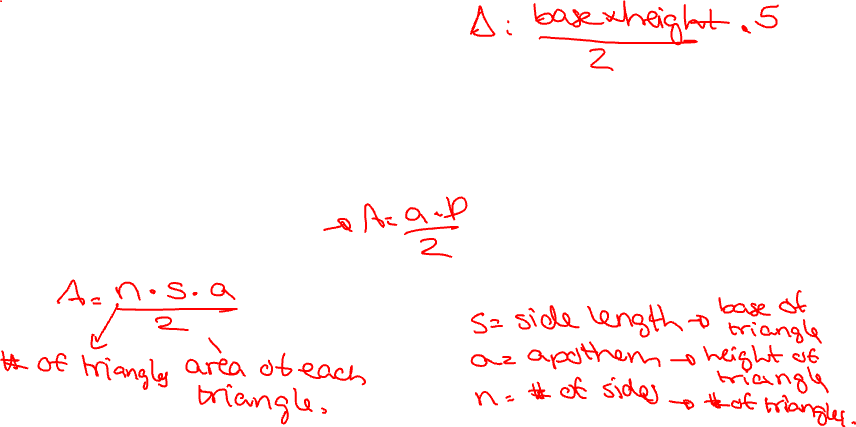 Δ: base x height / 2 . 5
→ A = a · p / 2
A = n · s · a / 2
# of triangles area of each triangle.
s = side length → base of triangle
a = apothem → height of triangle
n = # of sides → # of triangles.